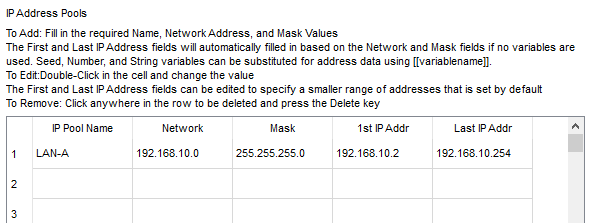 IP Address Pools
To Add: Fill in the required Name, Network Address, and Mask Values
The First and Last IP Address fields will automatically filled in based on the Network and Mask fields if no variables are
used. Seed, Number, and String variables can be substituted for address data using [[variablename]].
To Edit:Double-Click in the cell and change the value
The First and Last IP Address fields can be edited to specify a smaller range of addresses that is set by default
To Remove: Click anywhere in the row to be deleted and press the Delete key
IP Pool Name Network Mask 1st IP Addr Last IP Addr
1 LAN-A 192.168.10.0 255.255.255.0 192.168.10.2 192.168.10.254
2
3